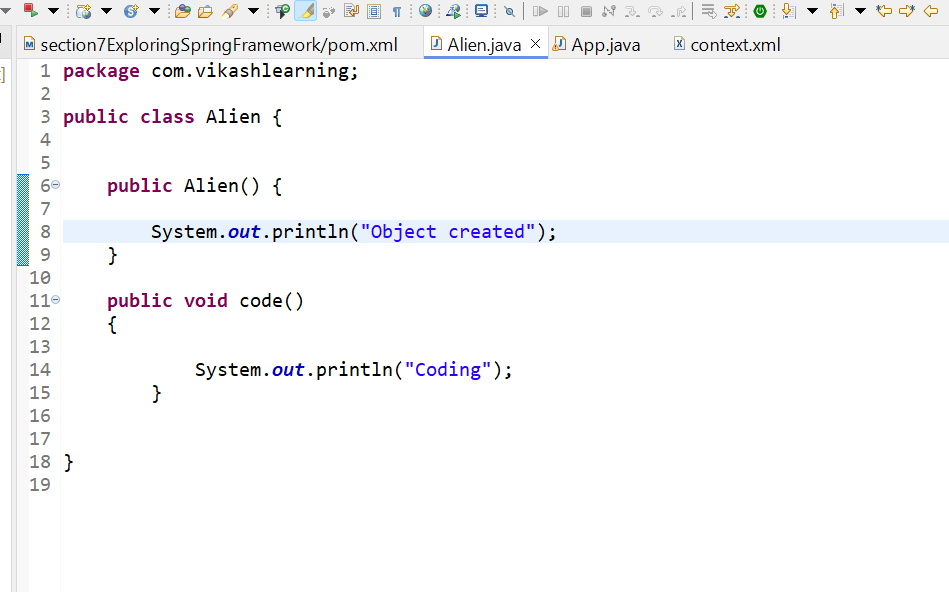 section7ExploringSpringFramework/pom.xml Alien.java App.java context.xml
1 package com.vikashlearning;
2
3 public class Alien {
4
5
6 public Alien() {
7
8 System.out.println("Object created");
9 }
10
11 public void code()
12 {
13
14 System.out.println("Coding");
15 }
16
17
18 }
19